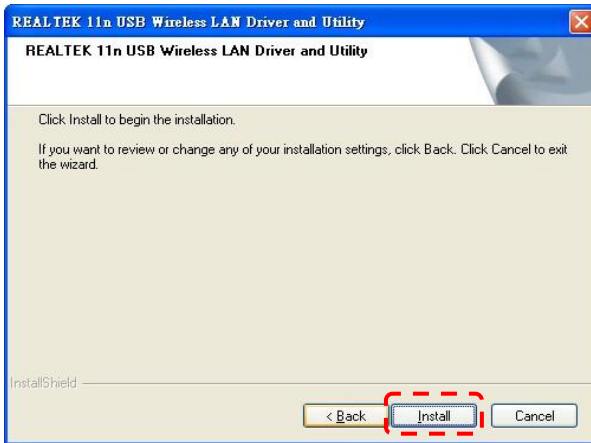 REALTEK 11n USB Wireless LAN Driver and Utility
REALTEK 11n USB Wireless LAN Driver and Utility
Click Install to begin the installation.
If you want to review or change any of your installation settings, click Back. Click Cancel to exit
the wizard.
InstallShield
< Back Install Cancel